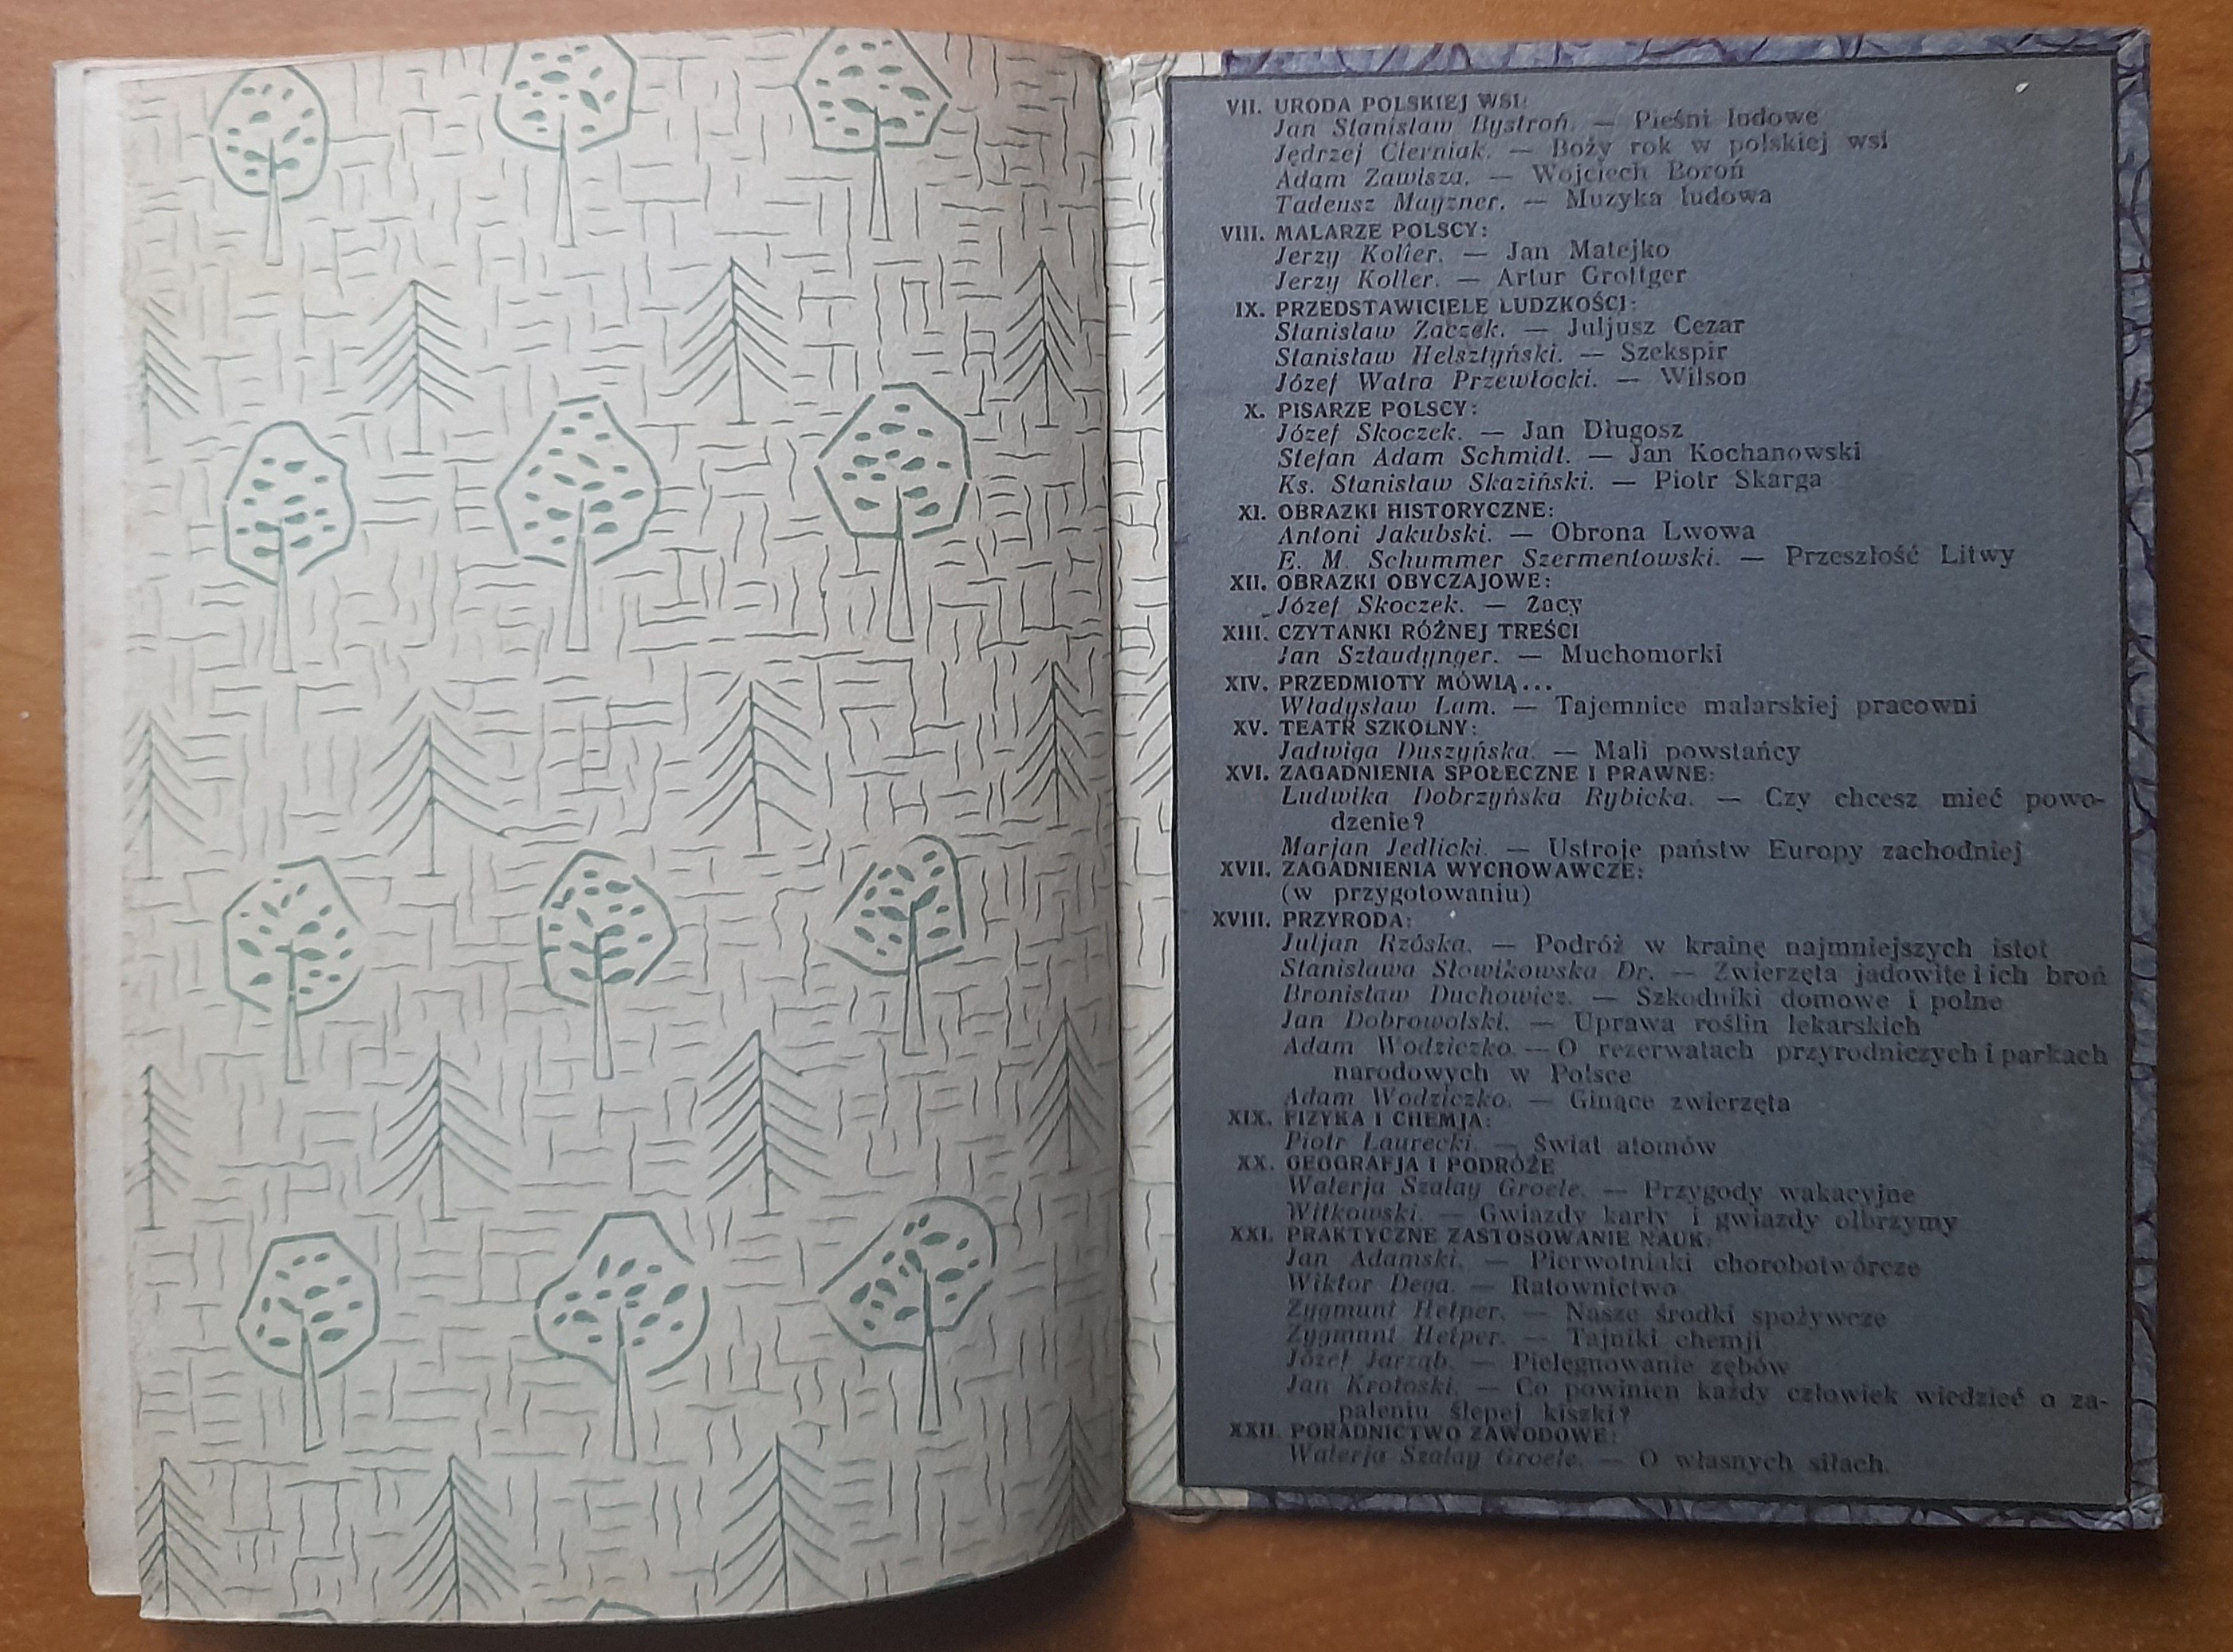 VII. URODA POLSKIEJ WSI:
Jan Stanisław Bystroń. — Pieśni ludowe
Jędrzej Cierniak. — Boży rok w polskiej wsi
Adam Zawisza. — Wojciech Boroń
Tadeusz Mayzner. — Muzyka ludowa
VIII. MALARZE POLSCY:
Jerzy Koller. — Jan Matejko
Jerzy Koller. — Artur Grottger
IX. PRZEDSTAWICIELE LUDZKOŚCI:
Stanisław Zaczek. — Juljusz Cezar
Stanisław Helsztyński. — Szekspir
Józef Watra Przewłocki. — Wilson
X. PISARZE POLSCY:
Józef Skoczek. — Jan Długosz
Stefan Adam Schmidt. — Jan Kochanowski
Ks. Stanisław Skaziński. — Piotr Skarga
XI. OBRAZKI HISTORYCZNE:
Antoni Jakubski. — Obrona Lwowa
E. M. Schummer Szermentowski. — Przeszłość Litwy
XII. OBRAZKI OBYCZAJOWE:
Józef Skoczek. — Żacy
XIII. CZYTANKI RÓŻNEJ TREŚCI
Jan Sztaudynger. — Muchomorki
XIV. PRZEDMIOTY MÓWIĄ...
Władysław Lam. — Tajemnice malarskiej pracowni
XV. TEATR SZKOLNY:
Jadwiga Duszyńska. — Mali powstańcy
XVI. ZAGADNIENIA SPOŁECZNE I PRAWNE:
Ludwika Dobrzyńska Rybicka. — Czy chcesz mieć powo-
dzenie?
Marjan Jedlicki. — Ustroje państw Europy zachodniej
XVII. ZAGADNIENIA WYCHOWAWCZE:
(w przygotowaniu)
XVIII. PRZYRODA:
Juljan Rzóska. — Podróż w krainę najmniejszych istot
Stanisława Słowikowska Dr. — Zwierzęta jadowite i ich broń
Bronisław Duchowicz. — Szkodniki domowe i polne
Jan Dobrowolski. — Uprawa roślin lekarskich
Adam Wodziczko. — O rezerwatach przyrodniczych i parkach
narodowych w Polsce
Adam Wodziczko. — Ginące zwierzęta
XIX. FIZYKA I CHEMJA:
Piotr Laurecki. — Świat atomów
XX. GEOGRAFJA I PODRÓŻE
Walerja Szalay Groele. — Przygody wakacyjne
Witkowski. — Gwiazdy karły i gwiazdy olbrzymy
XXI. PRAKTYCZNE ZASTOSOWANIE NAUK:
Jan Adamski. — Pierwotniaki chorobotwórcze
Wiktor Dega. — Ratownictwo
Zygmunt Hetper. — Nasze środki spożywcze
Zygmunt Hetper. — Tajniki chemji
Józef Jarząb. — Pielęgnowanie zębów
Jan Krotoski. — Co powinien każdy człowiek wiedzieć o za-
paleniu ślepej kiszki?
XXII. PORADNICTWO ZAWODOWE:
Walerja Szalay Groele. — O własnych siłach.